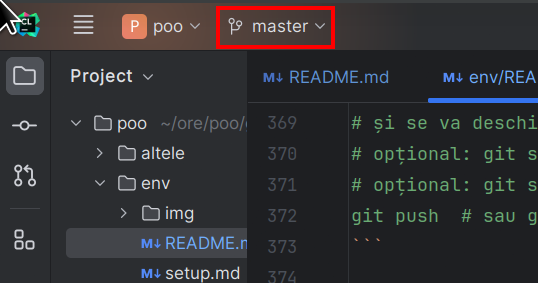 CL
P poo master
Project
README.md
env/REA
poo ~/ore/poo/
altele
env
img
README.m
setup.md
369 # și se va deschi
370 # opțional: git s
371 # opțional: git s
372 git push # sau g
373 ```
374